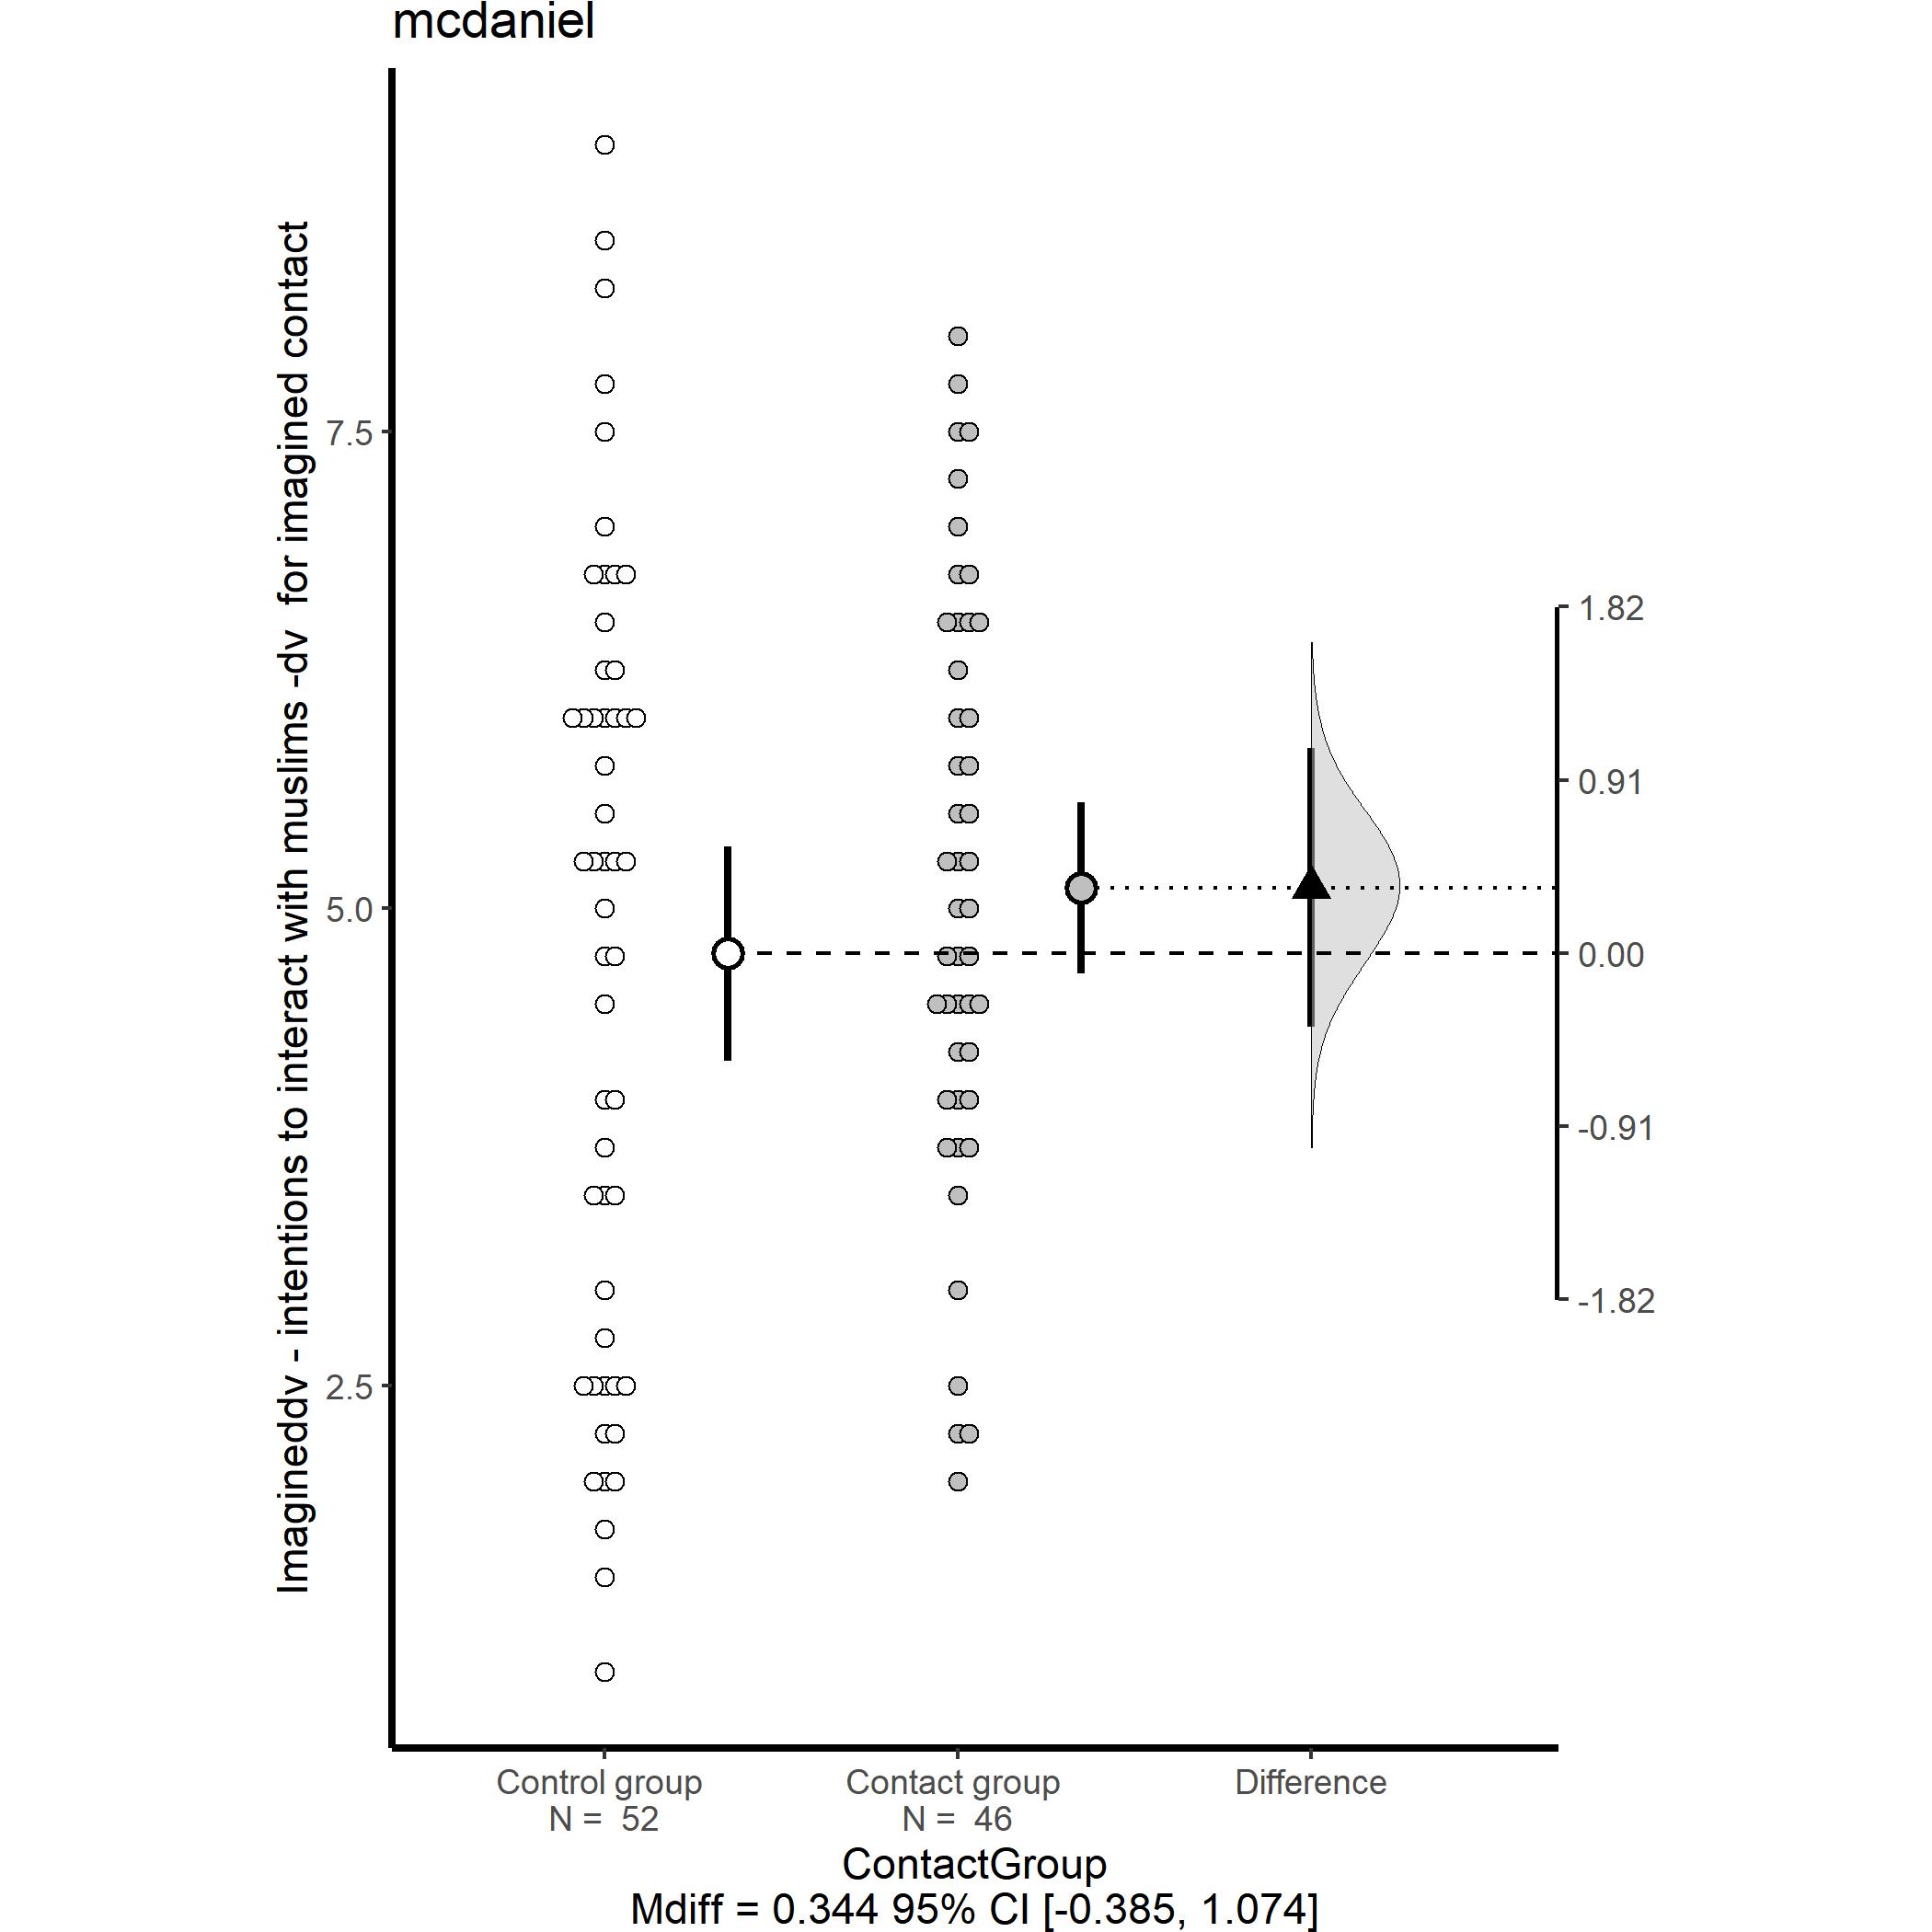 mcdaniel
Imagineddv - intentions to interact with muslims -dv  for imagined contact
7.5
5.0
2.5
1.82
0.91
0.00
-0.91
-1.82
Control group
N =  52
Contact group
N =  46
Difference
ContactGroup
Mdiff = 0.344 95% CI [-0.385, 1.074]